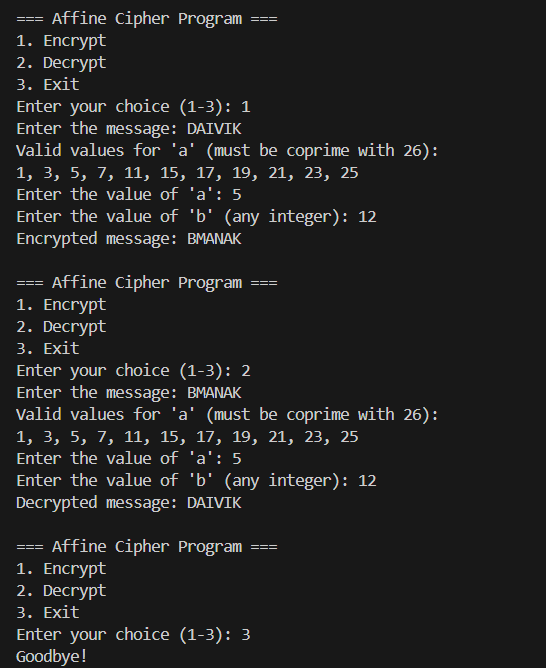 === Affine Cipher Program ===
1. Encrypt
2. Decrypt
3. Exit
Enter your choice (1-3): 1
Enter the message: DAIVIK
Valid values for 'a' (must be coprime with 26):
1, 3, 5, 7, 11, 15, 17, 19, 21, 23, 25
Enter the value of 'a': 5
Enter the value of 'b' (any integer): 12
Encrypted message: BMANAK

=== Affine Cipher Program ===
1. Encrypt
2. Decrypt
3. Exit
Enter your choice (1-3): 2
Enter the message: BMANAK
Valid values for 'a' (must be coprime with 26):
1, 3, 5, 7, 11, 15, 17, 19, 21, 23, 25
Enter the value of 'a': 5
Enter the value of 'b' (any integer): 12
Decrypted message: DAIVIK

=== Affine Cipher Program ===
1. Encrypt
2. Decrypt
3. Exit
Enter your choice (1-3): 3
Goodbye!